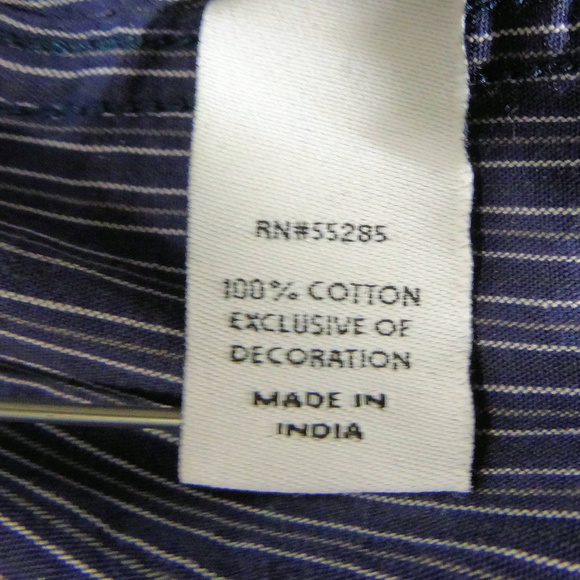 RN#55285
100% COTTON
EXCLUSIVE OF
DECORATION
MADE IN
INDIA